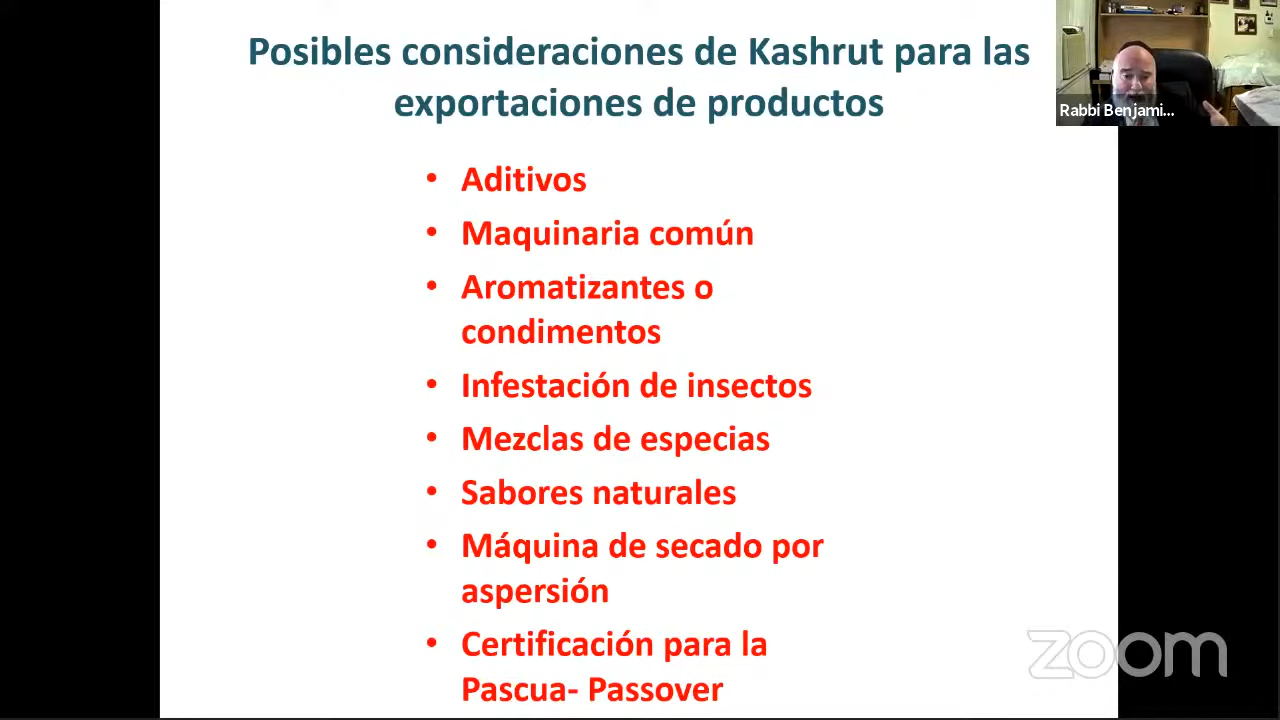 Posibles consideraciones de Kashrut para las
exportaciones de productos
Rabbi Benjami...
• Aditivos
• Maquinaria común
• Aromatizantes o
condimentos
• Infestación de insectos
• Mezclas de especias
• Sabores naturales
• Máquina de secado por
aspersión
• Certificación para la
Pascua- Passover
zoom